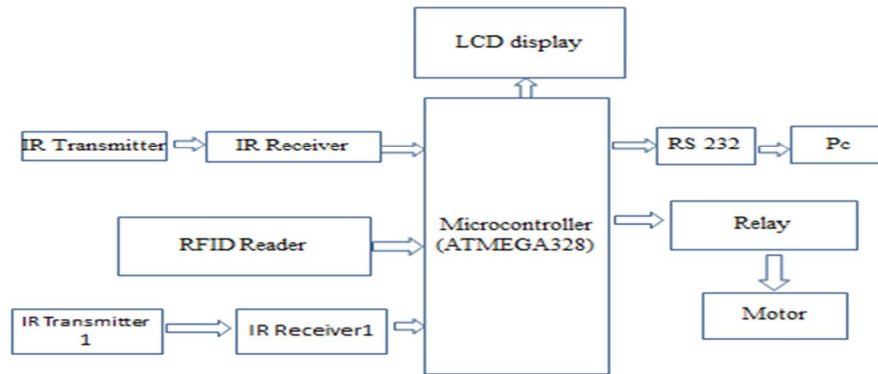 LCD display
IR Transmitter
IR Receiver
RS 232
Pc
RFID Reader
Microcontroller
(ATMEGA328)
Relay
IR Transmitter
1
IR Receiver1
Motor